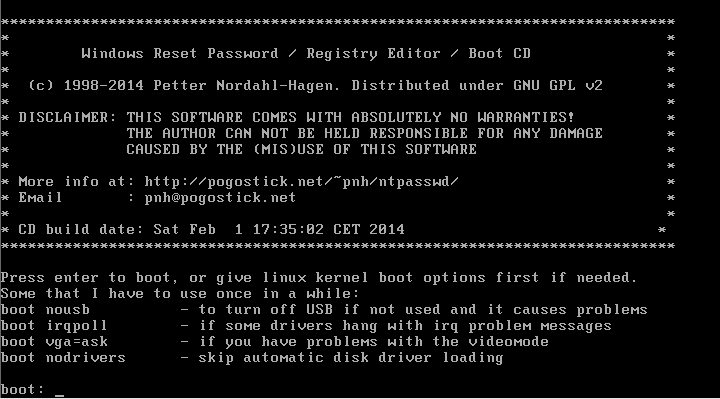 ***************************************************************************
*                                                                         *
*        Windows Reset Password / Registry Editor / Boot CD               *
*                                                                         *
*  (c) 1998-2014 Petter Nordahl-Hagen. Distributed under GNU GPL v2       *
*                                                                         *
* DISCLAIMER: THIS SOFTWARE COMES WITH ABSOLUTELY NO WARRANTIES!          *
*             THE AUTHOR CAN NOT BE HELD RESPONSIBLE FOR ANY DAMAGE       *
*             CAUSED BY THE (MIS)USE OF THIS SOFTWARE                     *
*                                                                         *
* More info at: http://pogostick.net/~pnh/ntpasswd/                       *
* Email       : pnh@pogostick.net                                         *
*                                                                         *
* CD build date: Sat Feb  1 17:35:02 CET 2014                            *
***************************************************************************
Press enter to boot, or give linux kernel boot options first if needed.
Some that I have to use once in a while:
boot nousb          - to turn off USB if not used and it causes problems
boot irqpoll        - if some drivers hang with irq problem messages
boot vga=ask        - if you have problems with the videomode
boot nodrivers      - skip automatic disk driver loading
boot: _